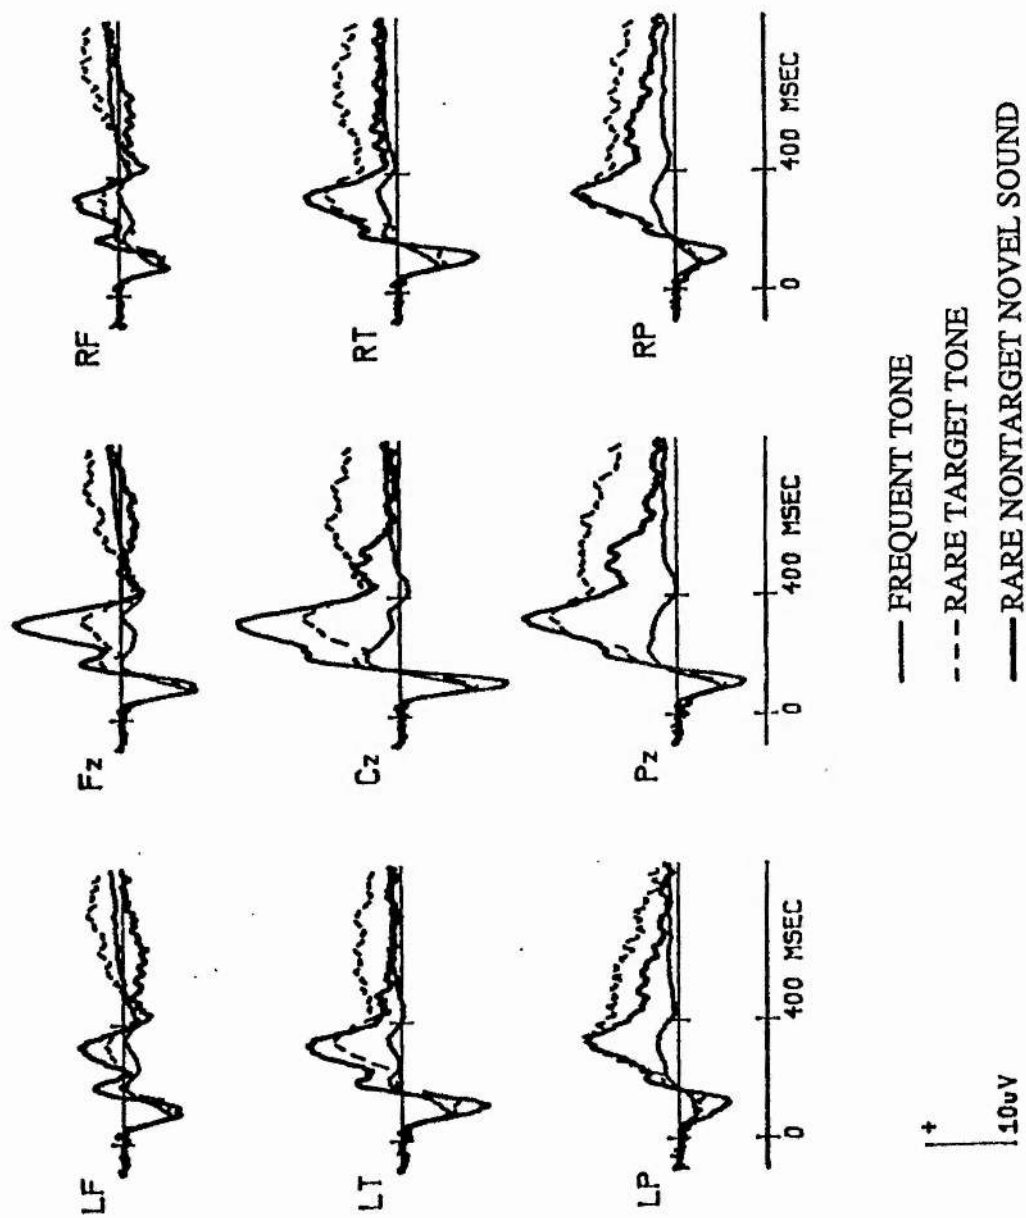 LF
Fz
RF
LT
Cz
RT
LP
Pz
RP
0 400 MSEC
0 400 MSEC
0 400 MSEC
+
10uV
FREQUENT TONE
RARE TARGET TONE
RARE NONTARGET NOVEL SOUND